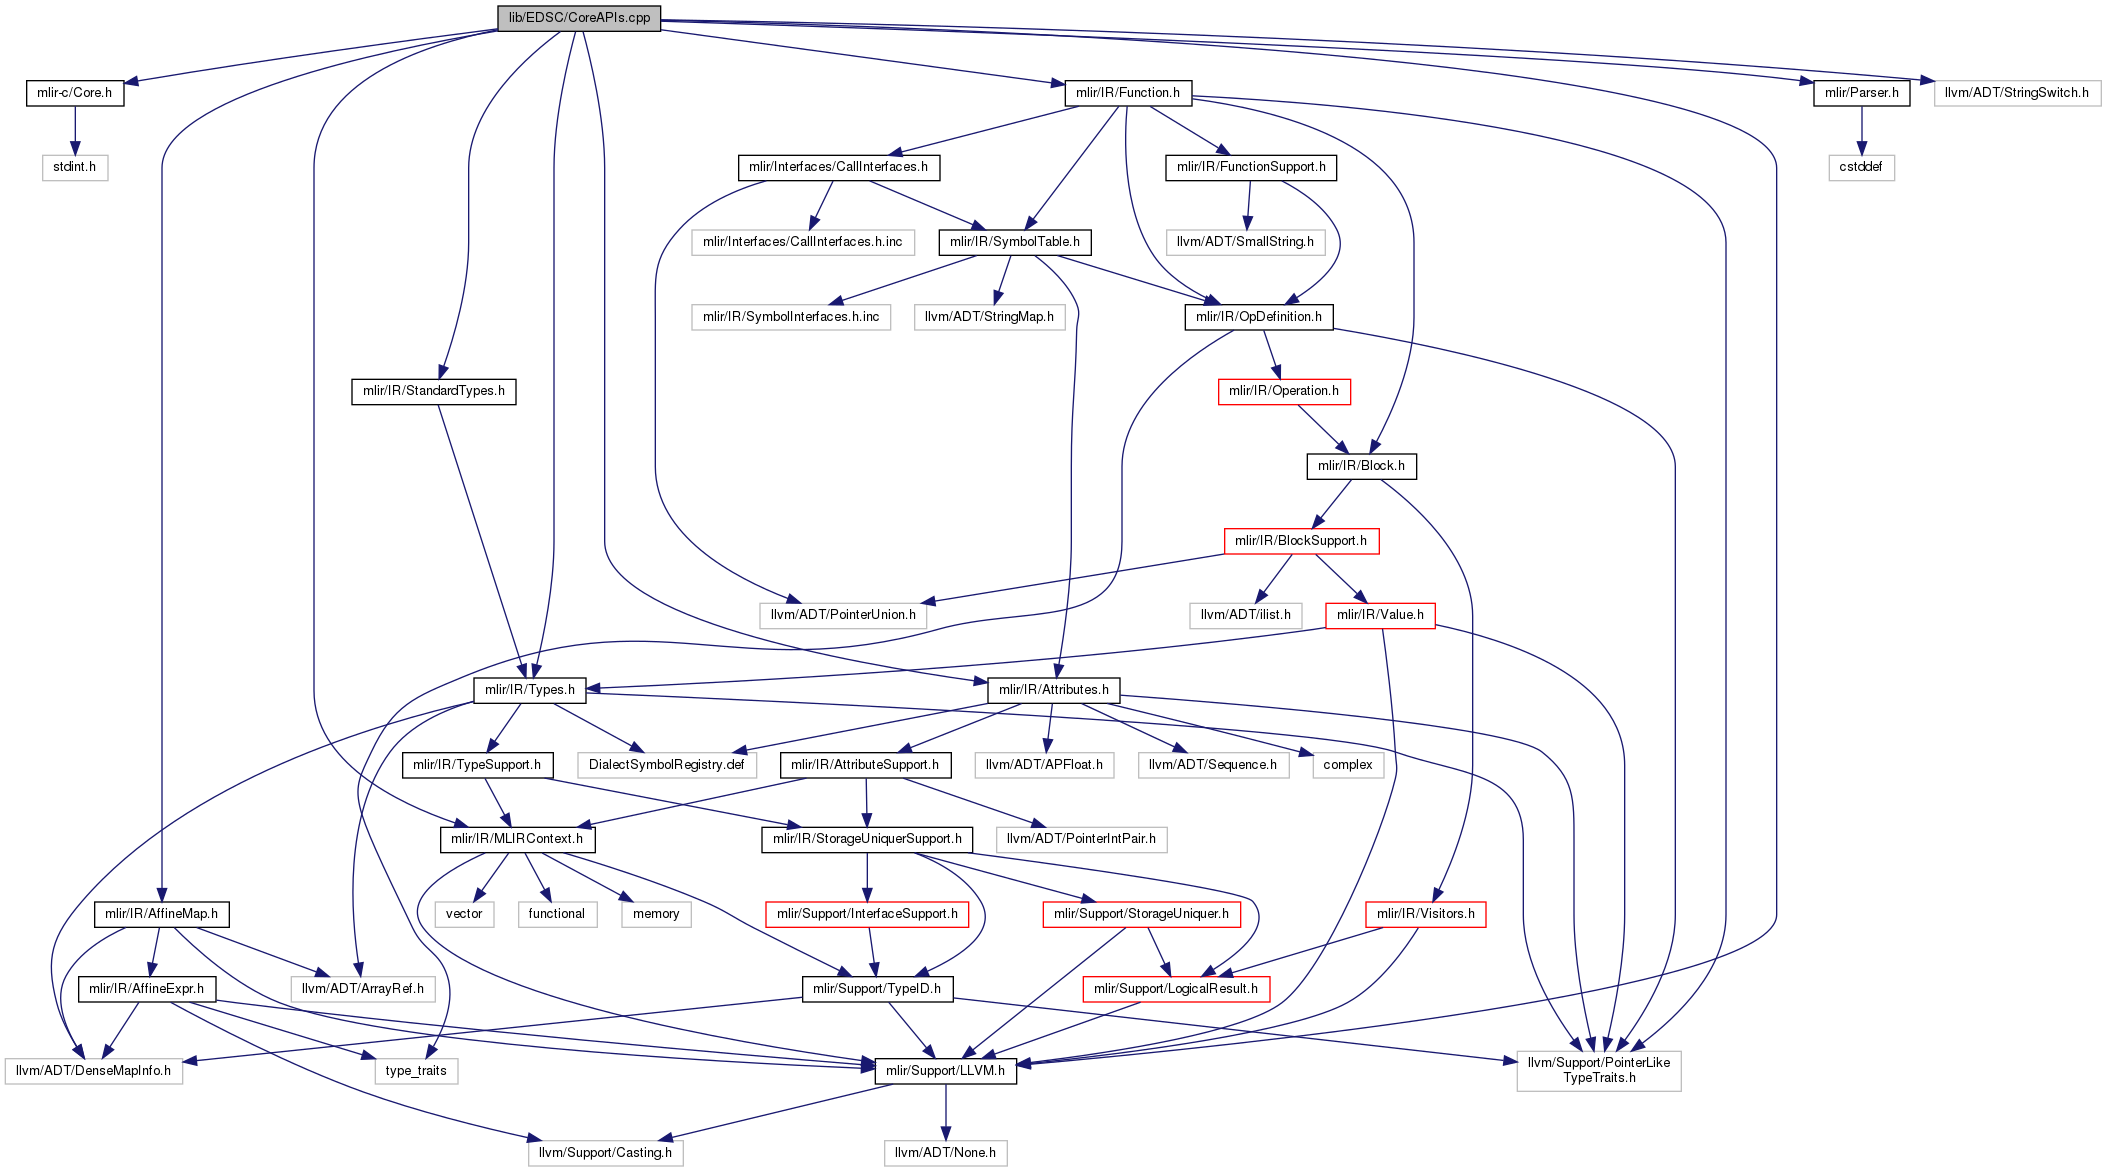 lib/EDSC/CoreAPIs.cpp
mlir-c/Core.h
mlir/IR/Function.h
mlir/Parser.h
llvm/ADT/StringSwitch.h
stdint.h
mlir/Interfaces/CallInterfaces.h
mlir/IR/FunctionSupport.h
cstddef
mlir/Interfaces/CallInterfaces.h.inc
mlir/IR/SymbolTable.h
llvm/ADT/SmallString.h
mlir/IR/SymbolInterfaces.h.inc
llvm/ADT/StringMap.h
mlir/IR/OpDefinition.h
mlir/IR/StandardTypes.h
mlir/IR/Operation.h
mlir/IR/Block.h
mlir/IR/BlockSupport.h
llvm/ADT/PointerUnion.h
llvm/ADT/ilist.h
mlir/IR/Value.h
mlir/IR/Types.h
mlir/IR/Attributes.h
mlir/IR/TypeSupport.h
DialectSymbolRegistry.def
mlir/IR/AttributeSupport.h
llvm/ADT/APFloat.h
llvm/ADT/Sequence.h
complex
mlir/IR/MLIRContext.h
mlir/IR/StorageUniquerSupport.h
llvm/ADT/PointerIntPair.h
mlir/IR/AffineMap.h
vector
functional
memory
mlir/Support/InterfaceSupport.h
mlir/Support/StorageUniquer.h
mlir/IR/Visitors.h
mlir/IR/AffineExpr.h
llvm/ADT/ArrayRef.h
mlir/Support/TypeID.h
mlir/Support/LogicalResult.h
llvm/ADT/DenseMapInfo.h
type_traits
mlir/Support/LLVM.h
llvm/Support/PointerLike
TypeTraits.h
llvm/Support/Casting.h
llvm/ADT/None.h